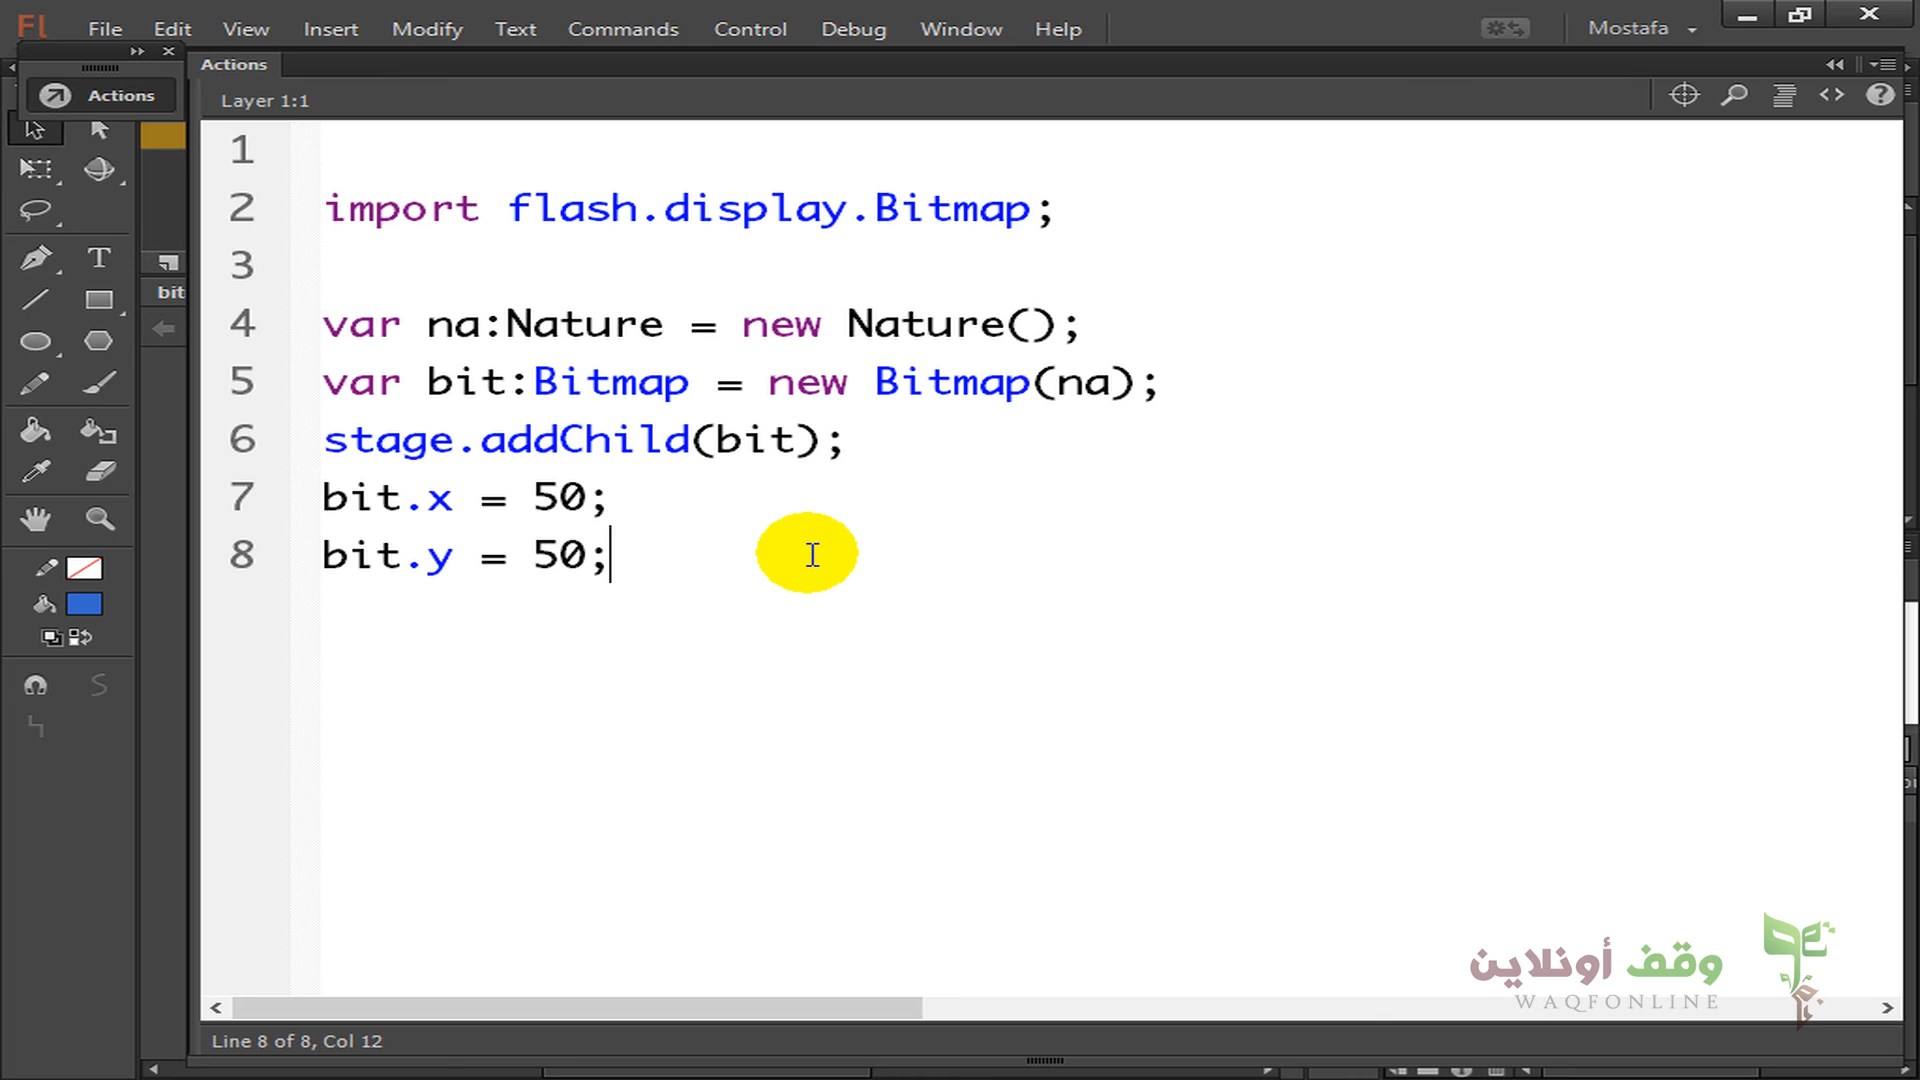 Fl File Edit View Insert Modify Text Commands Control Debug Window Help Mostafa
Actions
Actions
Layer 1:1
bit
1
2 import flash.display.Bitmap;
3
4 var na:Nature = new Nature();
5 var bit:Bitmap = new Bitmap(na);
6 stage.addChild(bit);
7 bit.x = 50;
8 bit.y = 50;
وقف أونلاين
WAQFONLINE
Line 8 of 8, Col 12